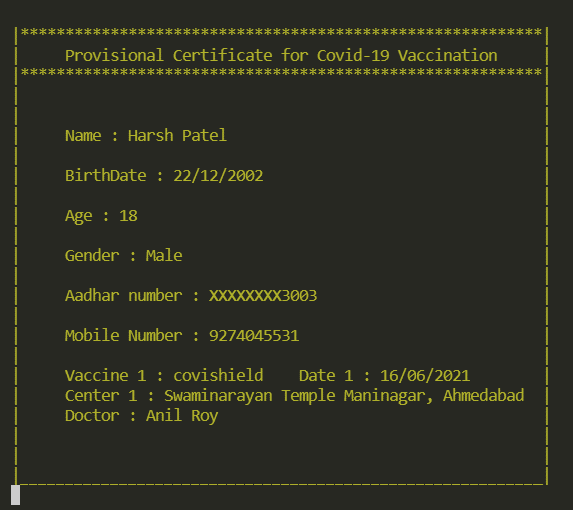 |**********************************************************|
| Provisional Certificate for Covid-19 Vaccination |
|**********************************************************|
Name : Harsh Patel
BirthDate : 22/12/2002
Age : 18
Gender : Male
Aadhar number : XXXXXXXX3003
Mobile Number : 9274045531
Vaccine 1 : covishield    Date 1 : 16/06/2021
Center 1 : Swaminarayan Temple Maninagar, Ahmedabad
Doctor : Anil Roy